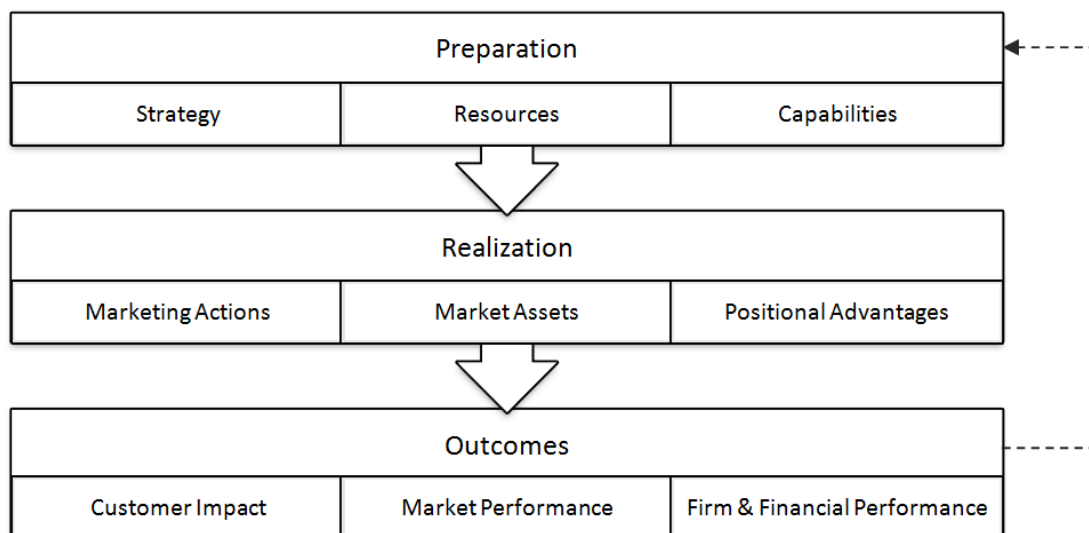 Preparation
Strategy
Resources
Capabilities
Realization
Marketing Actions
Market Assets
Positional Advantages
Outcomes
Customer Impact
Market Performance
Firm & Financial Performance